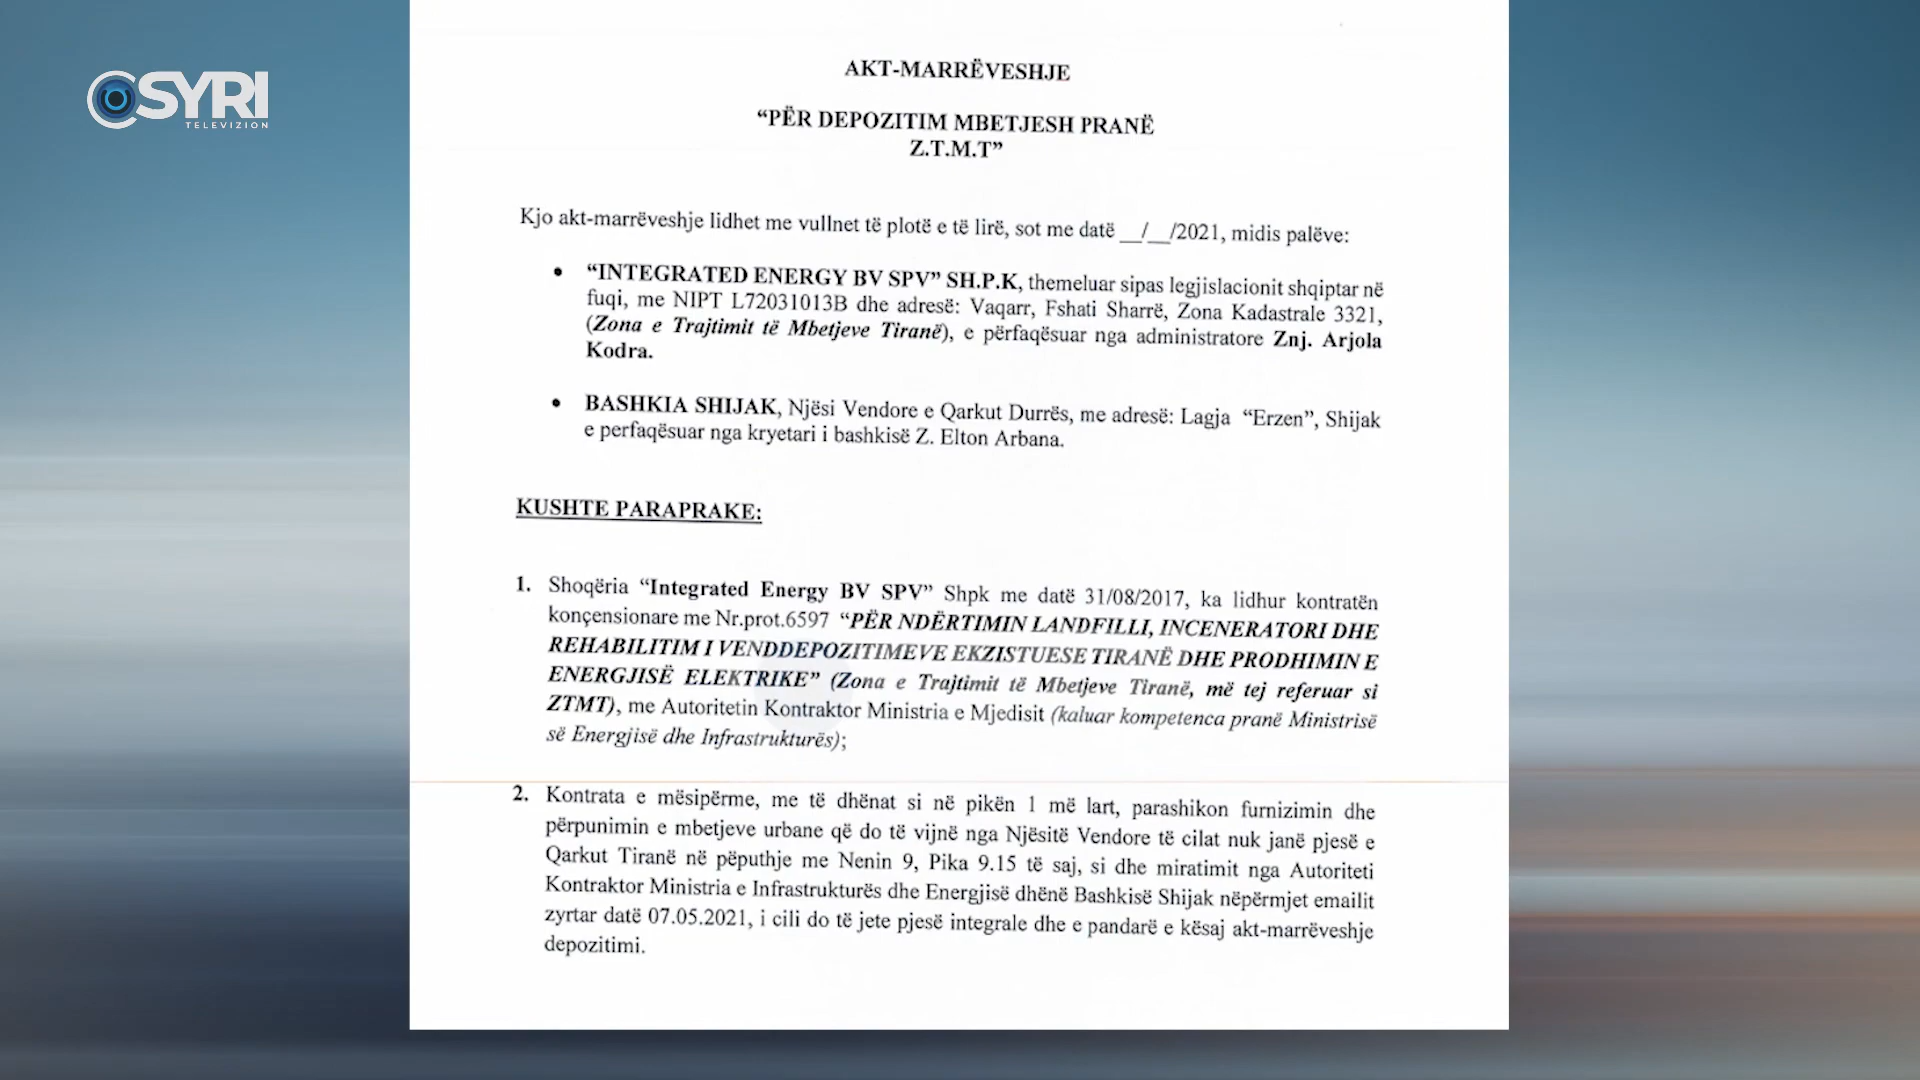 SYRI
TELEVIZION
AKT-MARRËVESHJE
“PËR DEPOZITIM MBETJESH PRANË
Z.T.M.T”
Kjo akt-marrëveshje lidhet me vullnet të plotë e të lirë, sot me datë __/__/2021, midis palëve:
• “INTEGRATED ENERGY BV SPV” SH.P.K, themeluar sipas legjislacionit shqiptar në
fuqi, me NIPT L72031013B dhe adresë: Vaqarr, Fshati Sharrë, Zona Kadastrale 3321,
(Zona e Trajtimit të Mbetjeve Tiranë), e përfaqësuar nga administratore Znj. Arjola
Kodra.
• BASHKIA SHIJAK, Njësi Vendore e Qarkut Durrës, me adresë: Lagja “Erzen”, Shijak
e perfaqësuar nga kryetari i bashkisë Z. Elton Arbana.
KUSHTE PARAPRAKE:
1. Shoqëria “Integrated Energy BV SPV” Shpk me datë 31/08/2017, ka lidhur kontratën
konçensionare me Nr.prot.6597 “PËR NDËRTIMIN LANDFILLI, INCENERATORI DHE
REHABILITIM I VENDDEPOZITIMEVE EKZISTUESE TIRANË DHE PRODHIMIN E
ENERGJISË ELEKTRIKE” (Zona e Trajtimit të Mbetjeve Tiranë, më tej referuar si
ZTMT), me Autoritetin Kontraktor Ministria e Mjedisit (kaluar kompetenca pranë Ministrisë
së Energjisë dhe Infrastrukturës);
2. Kontrata e mësipërme, me të dhënat si në pikën 1 më lart, parashikon furnizimin dhe
përpunimin e mbetjeve urbane që do të vijnë nga Njësitë Vendore të cilat nuk janë pjesë e
Qarkut Tiranë në pëputhje me Nenin 9, Pika 9.15 të saj, si dhe miratimit nga Autoriteti
Kontraktor Ministria e Infrastrukturës dhe Energjisë dhënë Bashkisë Shijak nëpërmjet emailit
zyrtar datë 07.05.2021, i cili do të jete pjesë integrale dhe e pandarë e kësaj akt-marrëveshje
depozitimi.